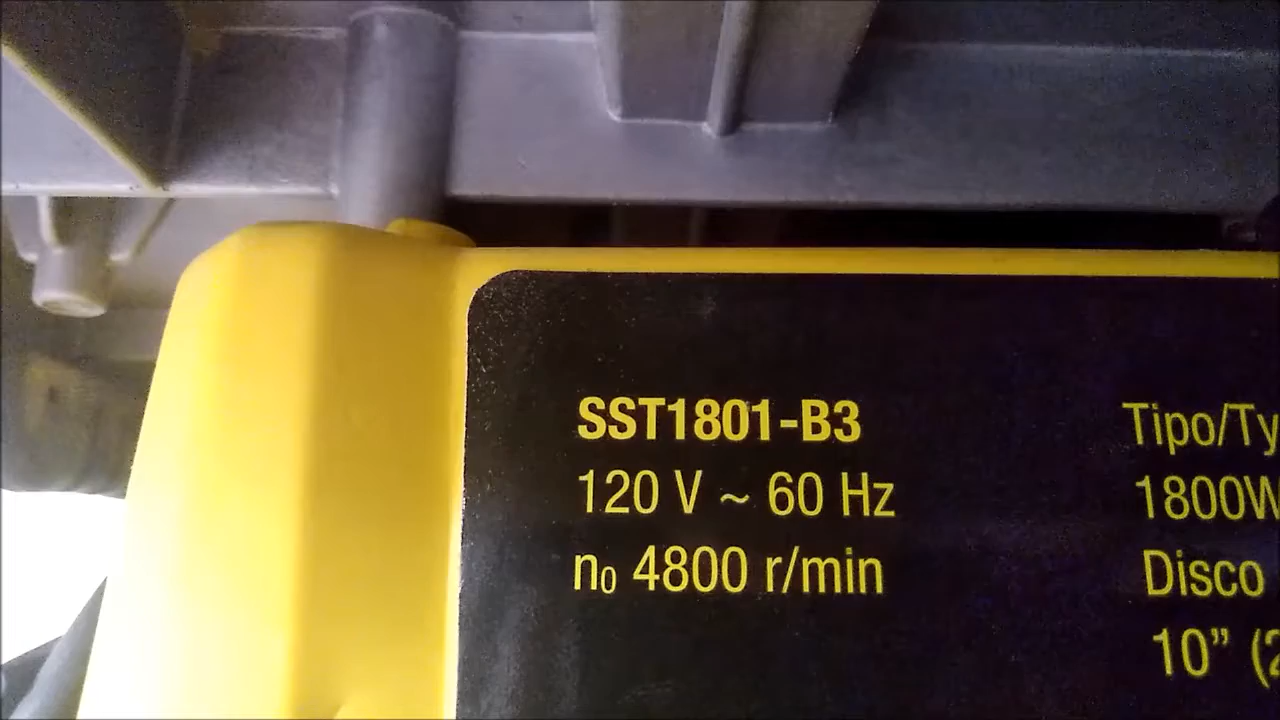 SST1801-B3
120 V ~ 60 Hz
n₀ 4800 r/min
Tipo/Ty
1800W
Disco
10” (2